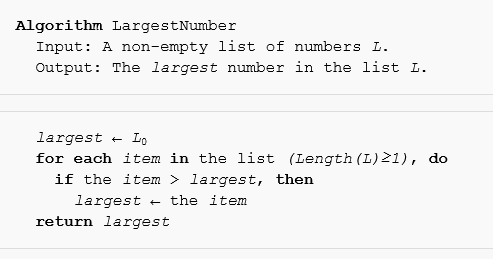 Algorithm LargestNumber
Input: A non-empty list of numbers L.
Output: The largest number in the list L.
largest ← L₀
for each item in the list (Length(L)≥1), do
if the item > largest, then
largest ← the item
return largest